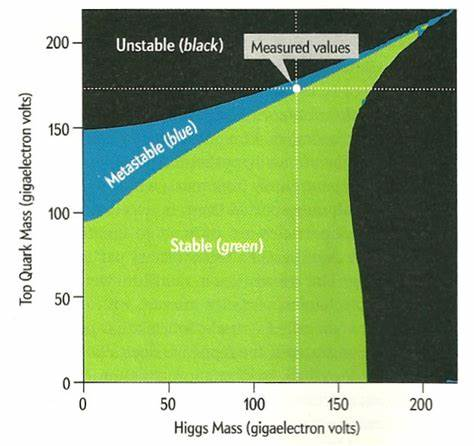 Unstable (black)
Measured values
Metastable (blue)
Stable (green)
Top Quark Mass (gigaelectron volts)
200
150
100
50
0
0
50
100
150
200
Higgs Mass (gigaelectron volts)